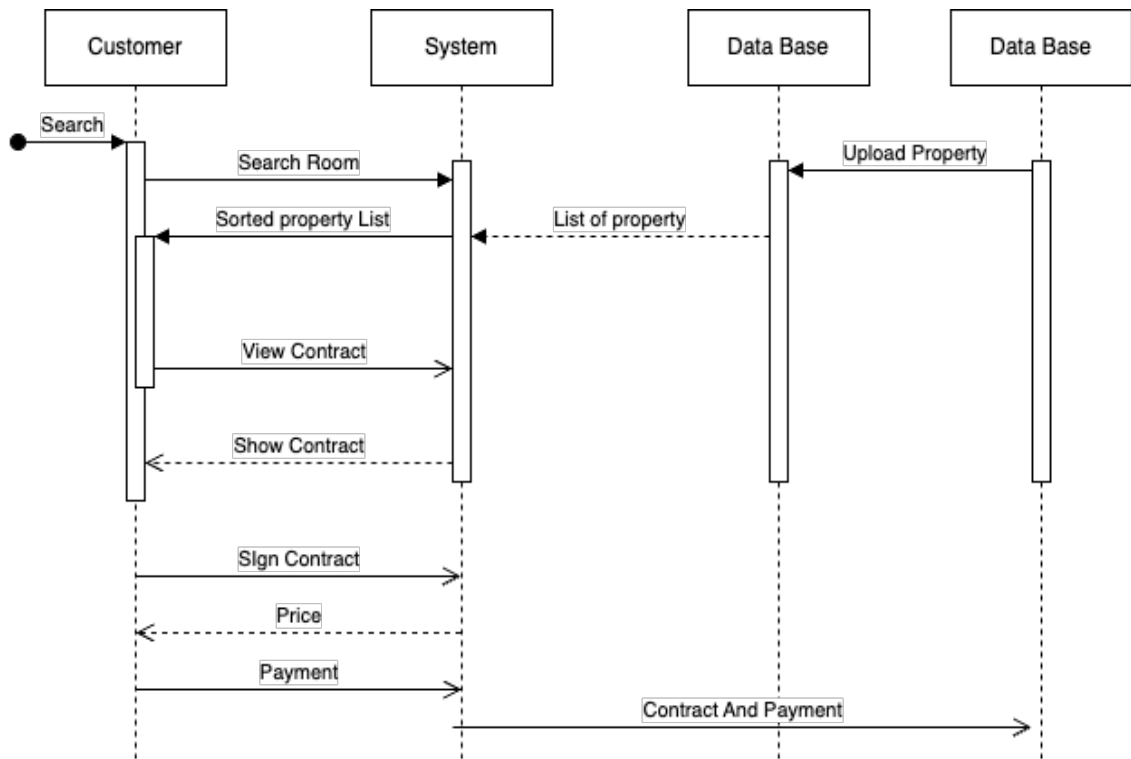 Customer
System
Data Base
Data Base
Search
Search Room
Upload Property
Sorted property List
List of property
View Contract
Show Contract
SIgn Contract
Price
Payment
Contract And Payment